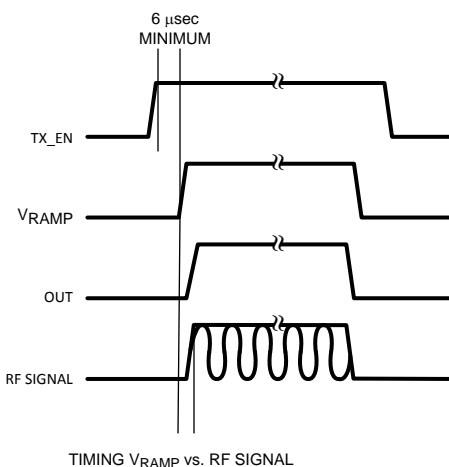 6 μsec
MINIMUM
TX_EN
VRAMP
OUT
RF SIGNAL
TIMING VRAMP vs. RF SIGNAL